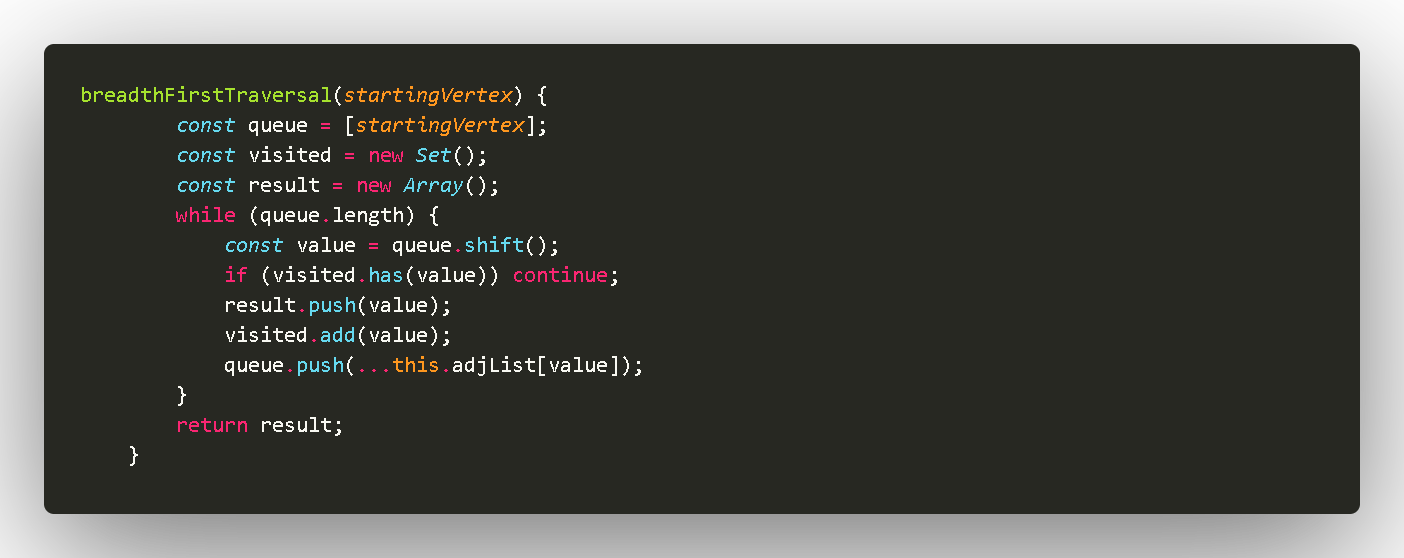 breadthFirstTraversal(startingVertex) {
        const queue = [startingVertex];
        const visited = new Set();
        const result = new Array();
        while (queue.length) {
            const value = queue.shift();
            if (visited.has(value)) continue;
            result.push(value);
            visited.add(value);
            queue.push(...this.adjList[value]);
        }
        return result;
    }